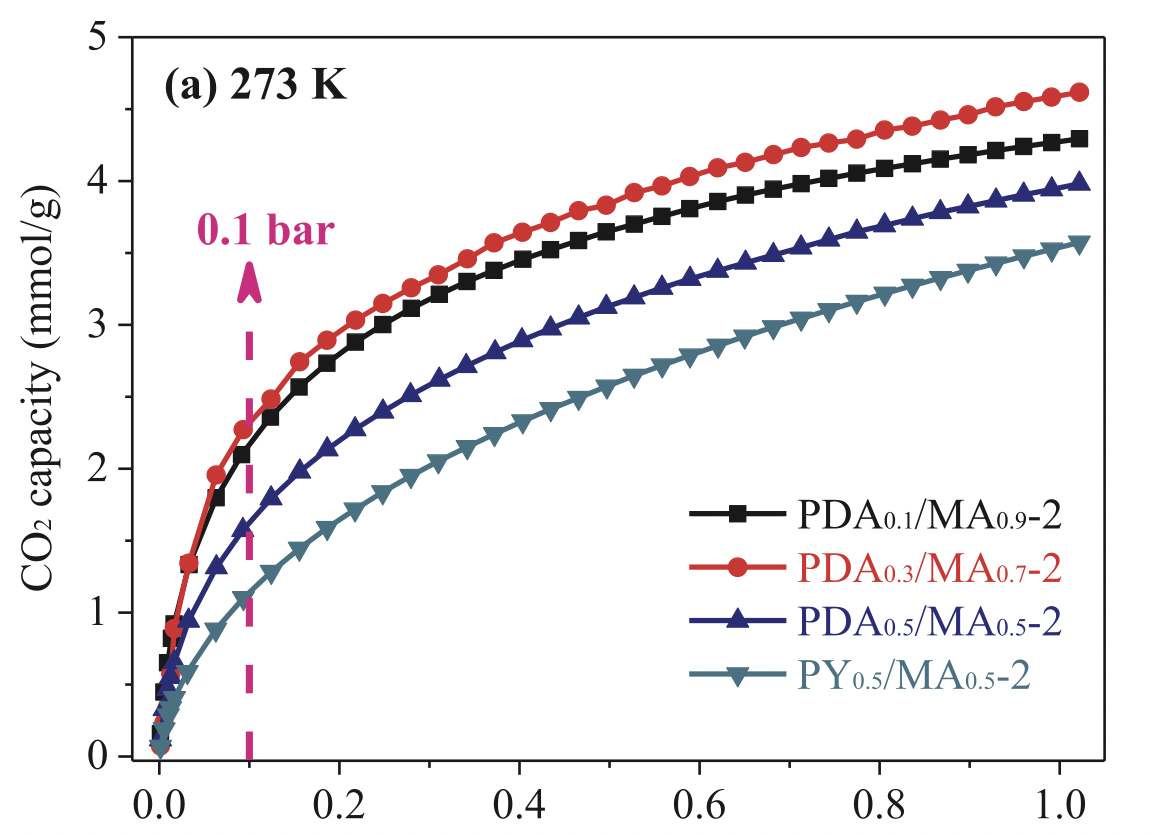 5
(a) 273 K
4
0.1 bar
3
2
1
0
CO₂ capacity (mmol/g)
PDA₀.₁/MA₀.₉-2
PDA₀.₃/MA₀.₇-2
PDA₀.₅/MA₀.₅-2
PY₀.₅/MA₀.₅-2
0.0 0.2 0.4 0.6 0.8 1.0